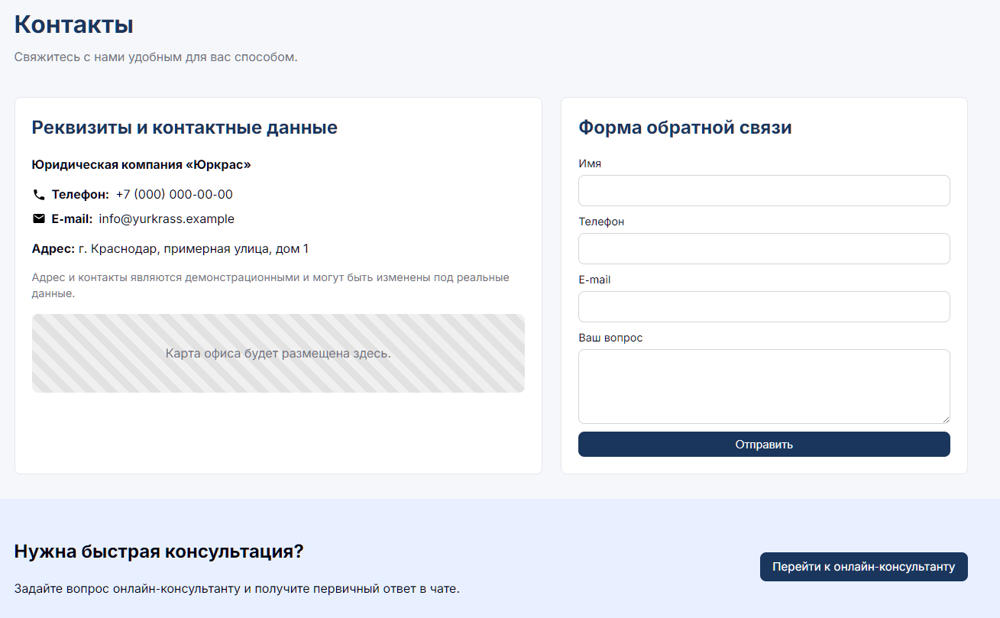 Контакты
Свяжитесь с нами удобным для вас способом.
Реквизиты и контактные данные
Юридическая компания «Юркрас»
Телефон: +7 (000) 000-00-00
E-mail: info@yurkrass.example
Адрес: г. Краснодар, примерная улица, дом 1
Адрес и контакты являются демонстрационными и могут быть изменены под реальные
данные.
Карта офиса будет размещена здесь.
Форма обратной связи
Имя
Телефон
E-mail
Ваш вопрос
Отправить
Нужна быстрая консультация?
Задайте вопрос онлайн-консультанту и получите первичный ответ в чате.
Перейти к онлайн-консультанту